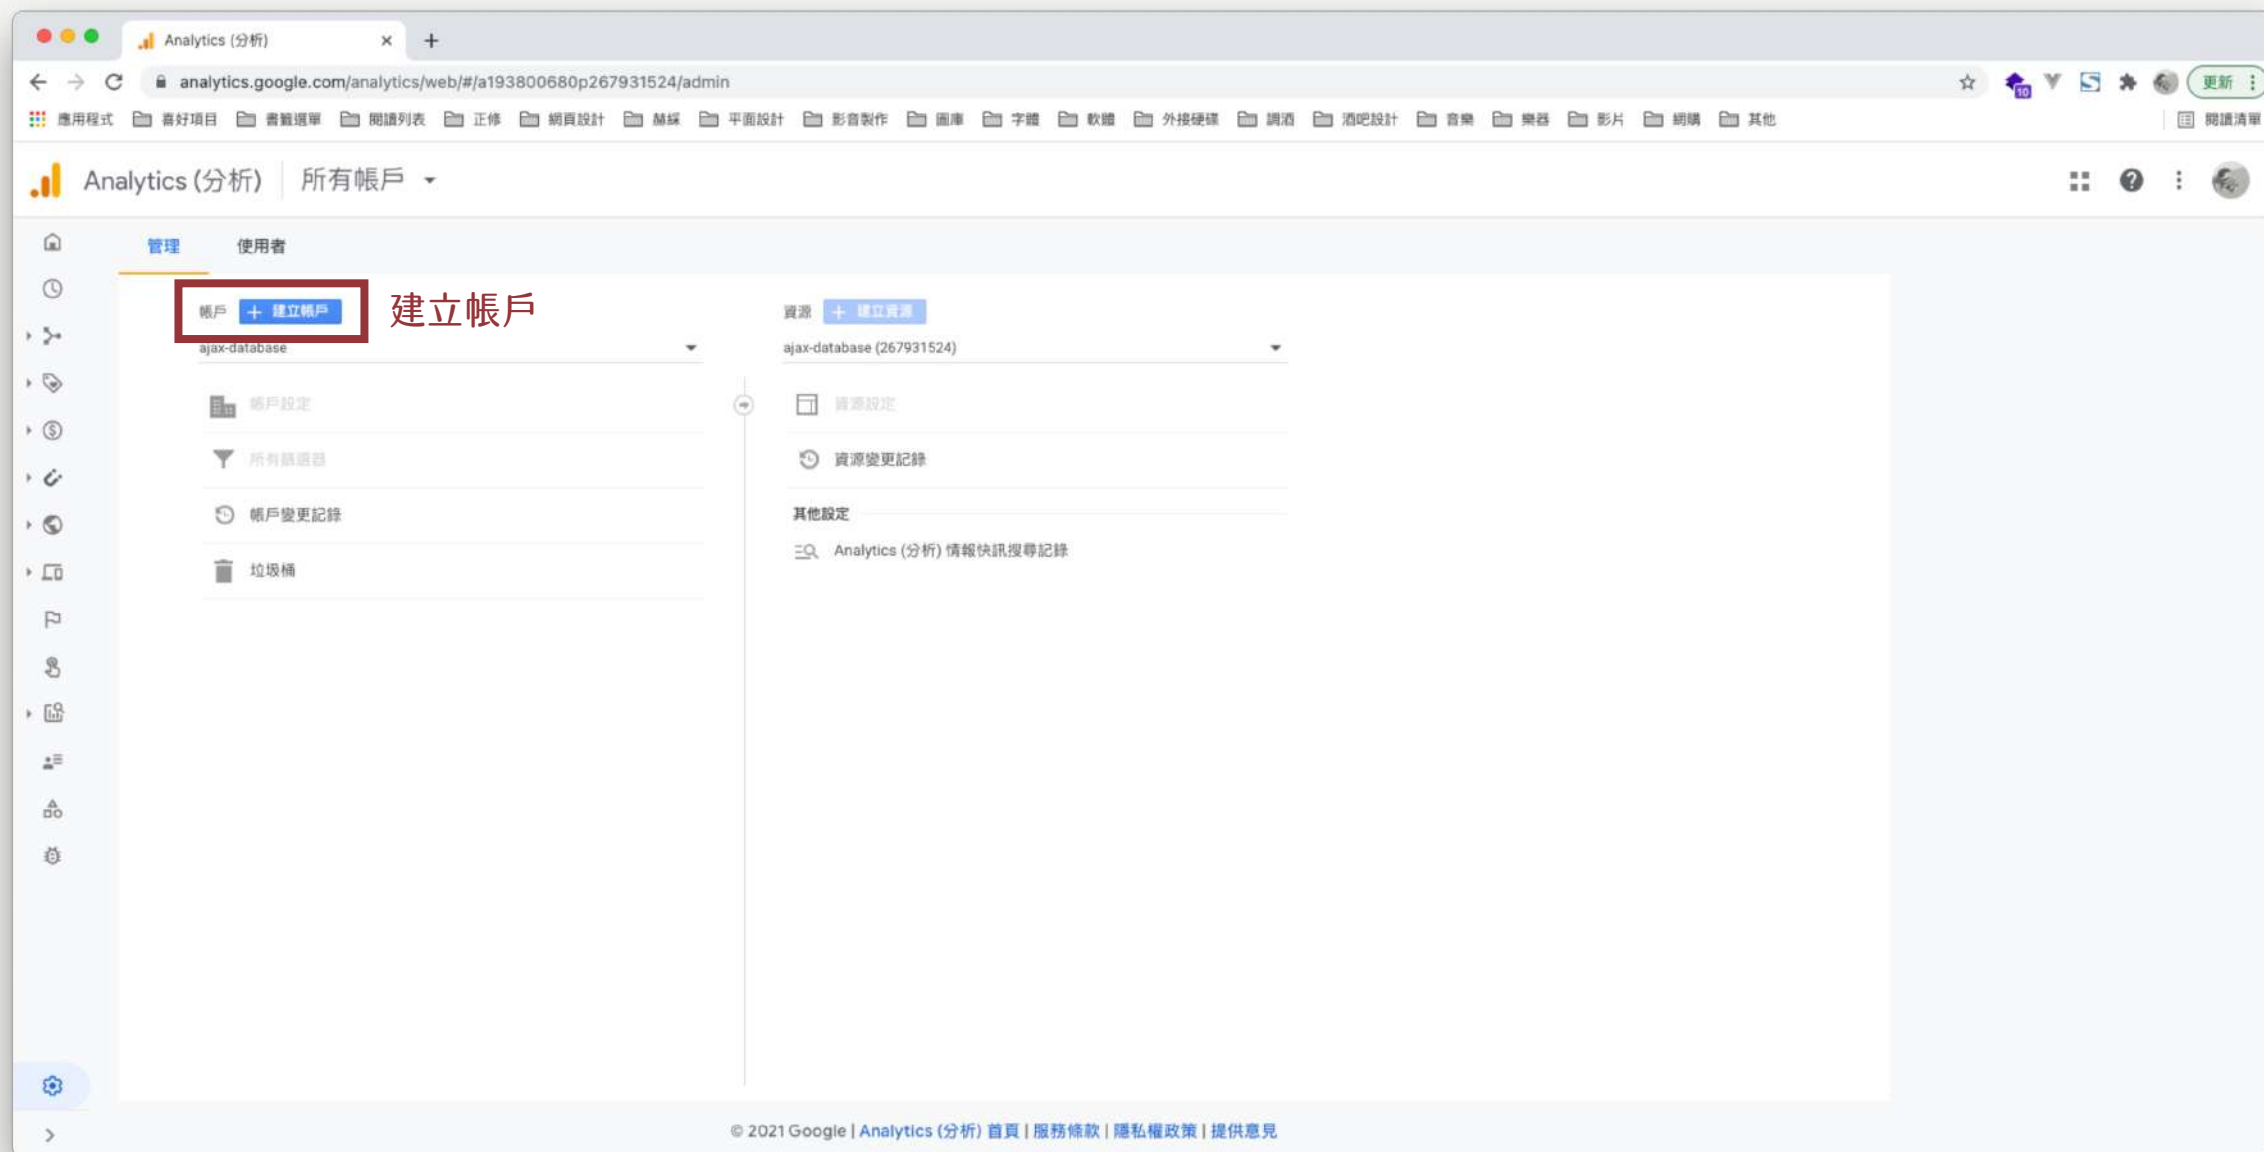 Analytics (分析)
analytics.google.com/analytics/web/#/a193800680p267931524/admin
10
更新
應用程式 喜好項目 書籤選單 閱讀列表 正修 網頁設計 赫綵 平面設計 影音製作 圖庫 字體 軟體 外接硬碟 調酒 酒吧設計 音樂 樂器 影片 網購 其他 閱讀清單
Analytics (分析) 所有帳戶
管理 使用者
帳戶 + 建立帳戶 建立帳戶
資源 + 建立資源
ajax-database
ajax-database (267931524)
帳戶設定
資源設定
所有篩選器
資源變更記錄
帳戶變更記錄
其他設定
Analytics (分析) 情報快訊搜尋記錄
垃圾桶
© 2021 Google | Analytics (分析) 首頁 | 服務條款 | 隱私權政策 | 提供意見